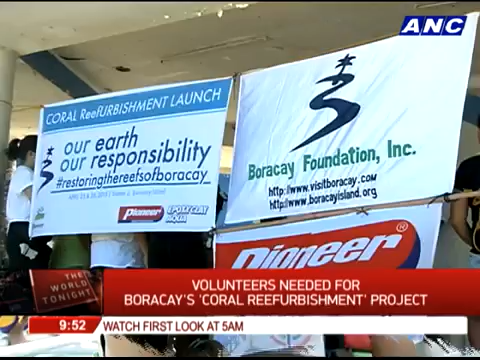 ANC
CORAL ReeFURBISHMENT LAUNCH
our earth
our responsibility
#restoringthereefsofboracay
Pioneer
EPOXYCLAY
AQUA
Boracay Foundation, Inc.
http://www.visitboracay.com
http://www.boracayisland.org
Pioneer
THE
WORLD
TONIGHT
VOLUNTEERS NEEDED FOR
BORACAY'S 'CORAL REEFURBISHMENT' PROJECT
9:52 WATCH FIRST LOOK AT 5AM